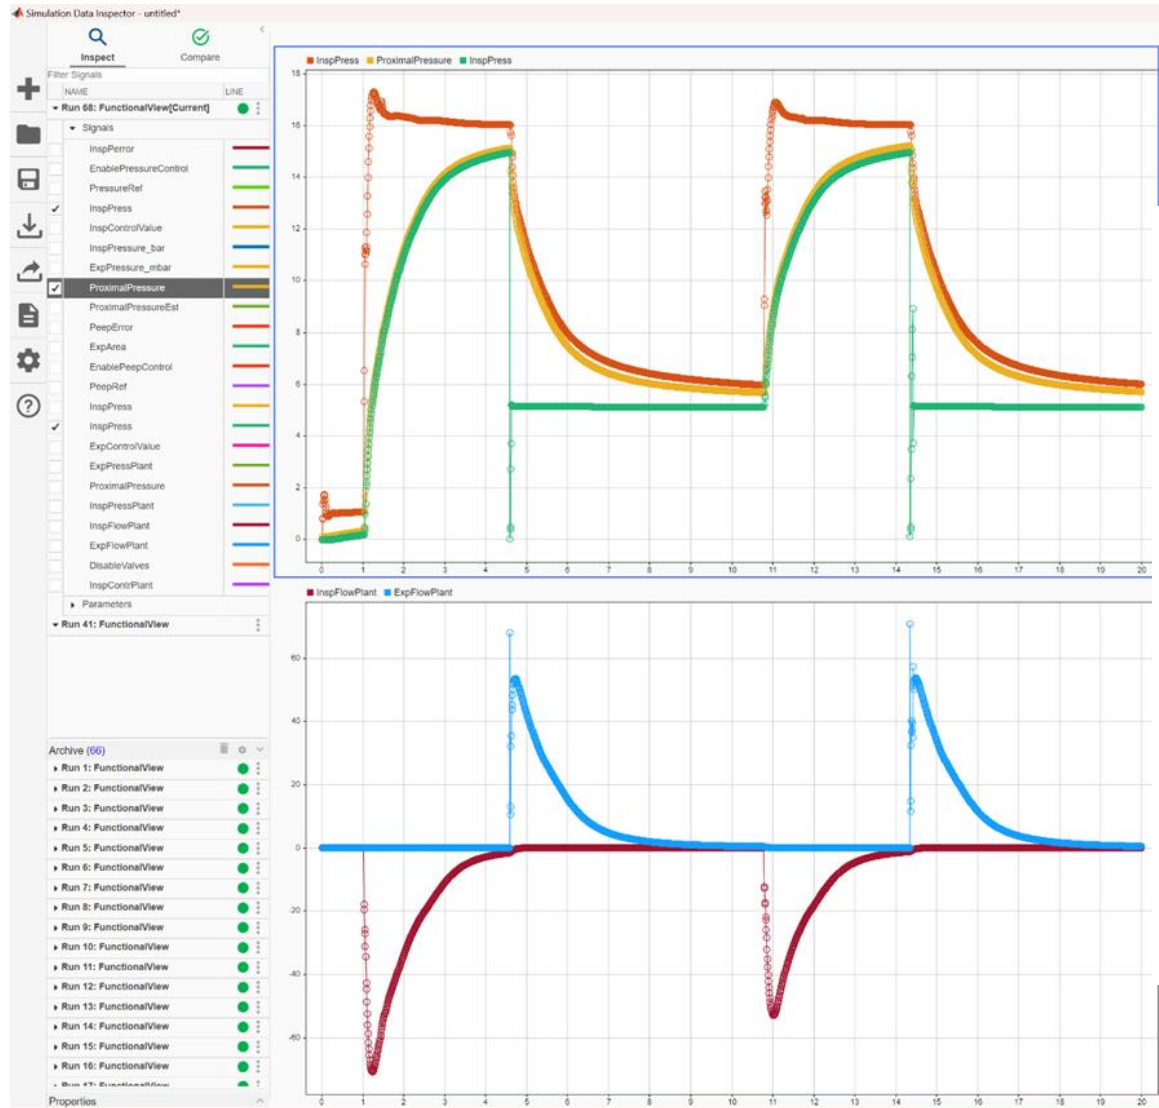 Simulation Data Inspector - untitled*
Inspect Compare
Filter Signals
NAME LINE
Run 68: FunctionalView[Current]
Signals
InspPerror
EnablePressureControl
PressureRef
InspPress
InspControlValue
InspPressure_bar
ExpPressure_mbar
ProximalPressure
ProximalPressureEst
PeepError
ExpArea
EnablePeepControl
PeepRef
InspPress
InspPress
ExpControlValue
ExpPressPlant
ProximalPressure
InspPressPlant
InspFlowPlant
ExpFlowPlant
DisableValves
InspContrPlant
Parameters
Run 41: FunctionalView
Archive (66)
Run 1: FunctionalView
Run 2: FunctionalView
Run 3: FunctionalView
Run 4: FunctionalView
Run 5: FunctionalView
Run 6: FunctionalView
Run 7: FunctionalView
Run 8: FunctionalView
Run 9: FunctionalView
Run 10: FunctionalView
Run 11: FunctionalView
Run 12: FunctionalView
Run 13: FunctionalView
Run 14: FunctionalView
Run 15: FunctionalView
Run 16: FunctionalView
Run 17: FunctionalView
Properties
InspPress ProximalPressure InspPress
18
16
14
12
10
8
6
4
2
0
0 1 2 3 4 5 6 7 8 9 10 11 12 13 14 15 16 17 18 19 20
InspFlowPlant ExpFlowPlant
60
40
20
0
-20
-40
-60
0 1 2 3 4 5 6 7 8 9 10 11 12 13 14 15 16 17 18 19 20